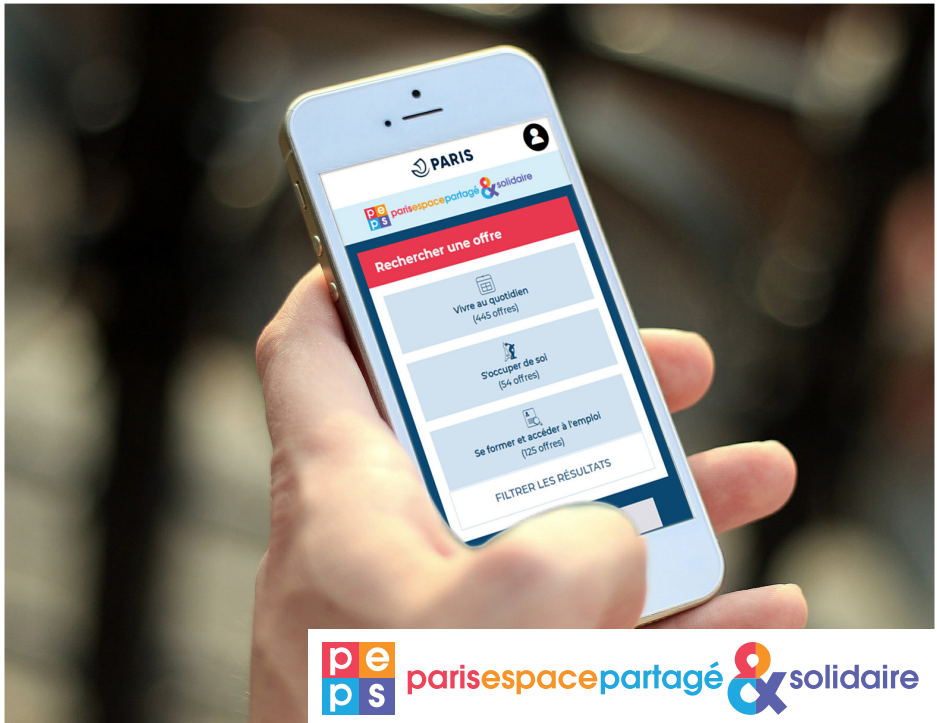 PARIS
pe
ps
parisespacepartagé & solidaire
Rechercher une offre
Vivre au quotidien
(445 offres)
S'occuper de soi
(54 offres)
Se former et accéder à l'emploi
(125 offres)
FILTRER LES RÉSULTATS
pe
ps
parisespacepartagé & solidaire